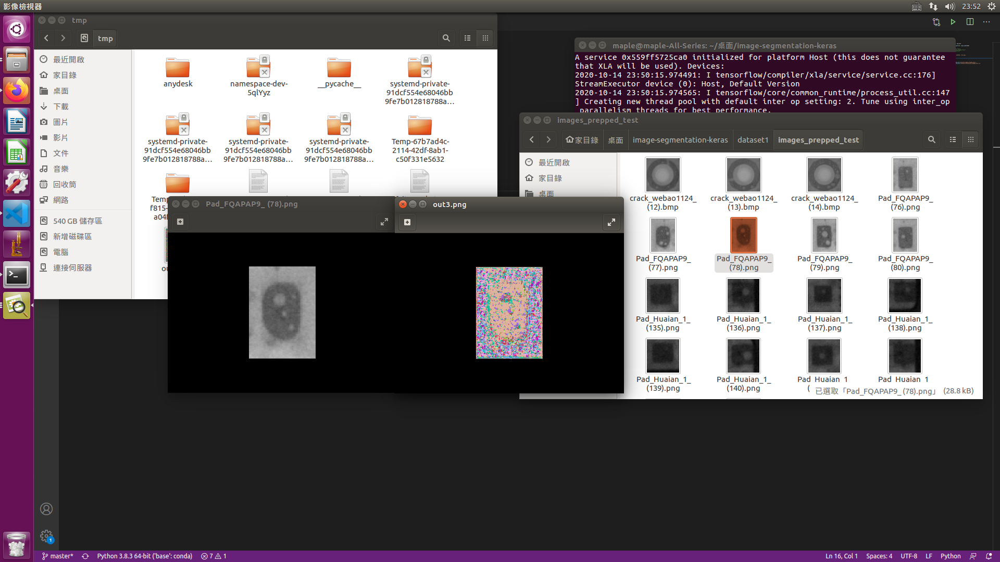 影像檢視器
23:52
tmp
tmp
最近開啟
家目錄
桌面
下載
圖片
影片
文件
音樂
回收筒
網路
540 GB 儲存區
新增磁碟區
電腦
連接伺服器
anydesk
namespace-dev-
5qlYyz
__pycache__
systemd-private-
91dcf554e68046bb
9fe7b012818788a...
systemd-private-
91dcf554e68046bb
9fe7b012818788a...
systemd-private-
91dcf554e68046bb
9fe7b012818788a...
systemd-private-
91dcf554e68046bb
9fe7b012818788a...
Temp-67b7ad4c-
2114-42df-8ab1-
c50f331e5632
maple@maple-All-Series: ~/桌面/image-segmentation-keras
A service 0x559ff5725ca0 initialized for platform Host (this does not guarantee
that XLA will be used). Devices:
2020-10-14 23:50:15.974491: I tensorflow/compiler/xla/service/service.cc:176]
StreamExecutor device (0): Host, Default Version
2020-10-14 23:50:15.974565: I tensorflow/core/common_runtime/process_util.cc:147
] Creating new thread pool with default inter op setting: 2. Tune using inter_op
_parallelism_threads for best performance.
images_prepped_test
家目錄
桌面
image-segmentation-keras
dataset1
images_prepped_test
最近開啟
家目錄
桌面
crack_webao1124_
(12).bmp
crack_webao1124_
(13).bmp
crack_webao1124_
(14).bmp
Pad_FQAPAP9_
(76).png
Pad_FQAPAP9_
(77).png
Pad_FQAPAP9_
(78).png
Pad_FQAPAP9_
(79).png
Pad_FQAPAP9_
(80).png
Pad_Huaian_1_
(135).png
Pad_Huaian_1_
(136).png
Pad_Huaian_1_
(137).png
Pad_Huaian_1_
(138).png
Pad_Huaian_1_
(139).png
Pad_Huaian_1_
(140).png
Pad_Huaian_1
Pad_Huaian_1
已選取「Pad_FQAPAP9_ (78).png」 (28.8 kB)
Pad_FQAPAP9_ (78).png
out3.png
1
master*
Python 3.8.3 64-bit ('base': conda)
7
1
Ln 16, Col 1
Spaces: 4
UTF-8
LF
Python